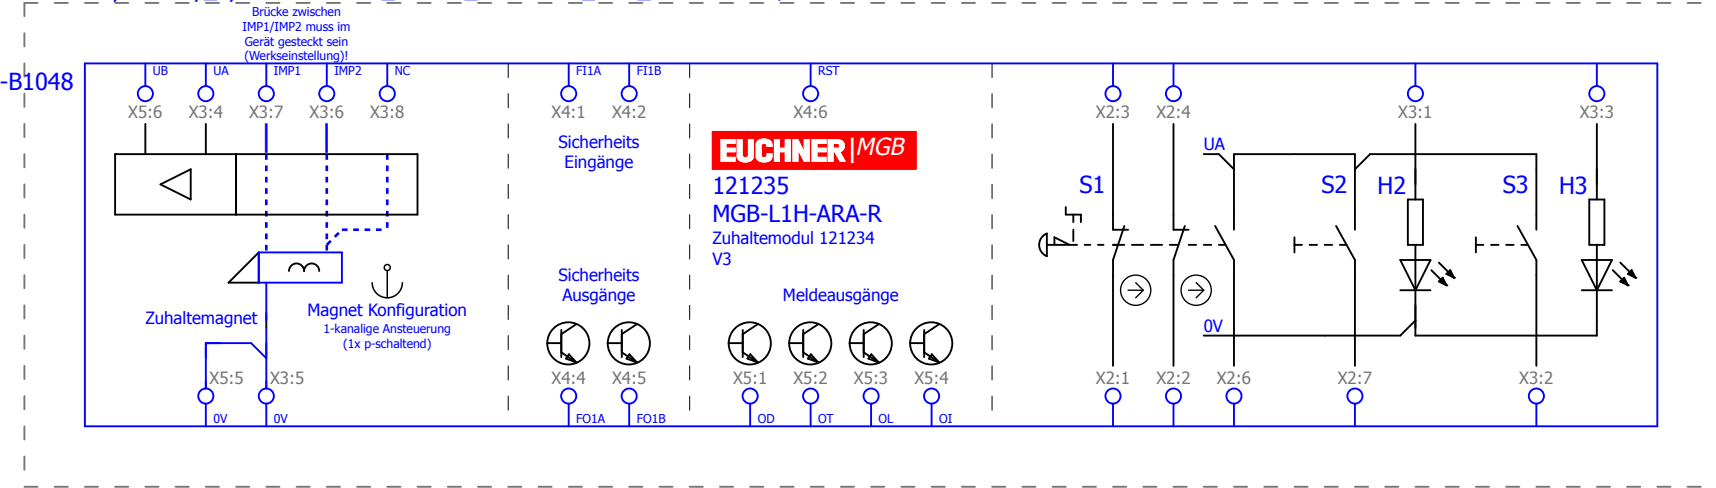 Brücke zwischen
IMP1/IMP2 muss im
Gerät gesteckt sein
(Werkseinstellung)!
-B1048
UB UA IMP1 IMP2 NC FI1A FI1B RST
X5:6 X3:4 X3:7 X3:6 X3:8 X4:1 X4:2 X4:6 X2:3 X2:4 X3:1 X3:3
Sicherheits
Eingänge
EUCHNER MGB
121235
MGB-L1H-ARA-R
Zuhaltemodul 121234
V3
UA
S1 S2 H2 S3 H3
Sicherheits
Ausgänge
Meldeausgänge
Zuhaltemagnet
Magnet Konfiguration
1-kanalige Ansteuerung
(1x p-schaltend)
0V
X5:5 X3:5 X4:4 X4:5 X5:1 X5:2 X5:3 X5:4 X2:1 X2:2 X2:6 X2:7 X3:2
0V 0V FO1A FO1B OD OT OL OI